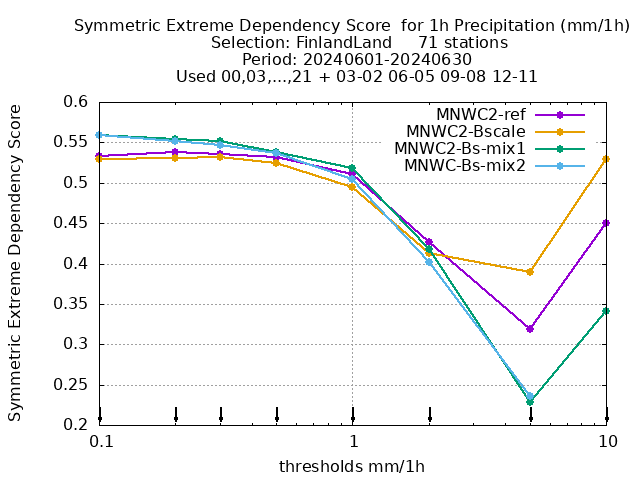 Symmetric Extreme Dependency Score  for 1h Precipitation (mm/1h)
Selection: FinlandLand     71 stations
Period: 20240601-20240630
Used 00,03,...,21 + 03-02 06-05 09-08 12-11
Symmetric Extreme Dependency Score
0.6
0.55
0.5
0.45
0.4
0.35
0.3
0.25
0.2
MNWC2-ref
MNWC2-Bscale
MNWC2-Bs-mix1
MNWC-Bs-mix2
0.1 1 10
thresholds mm/1h